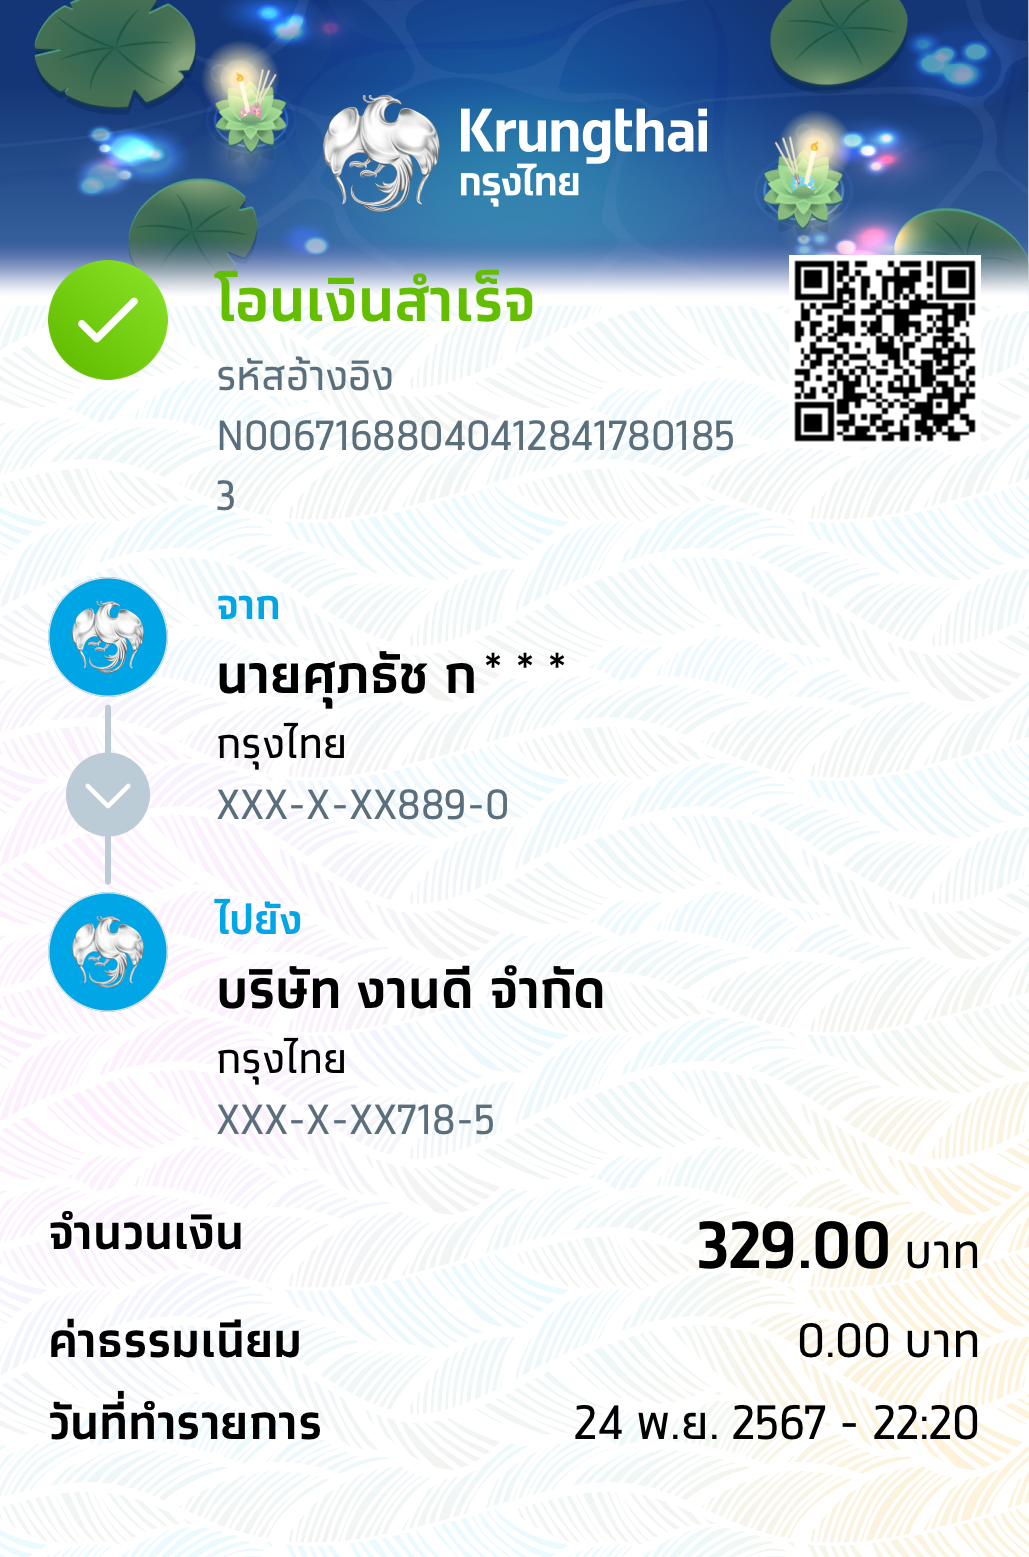 Krungthai
กรุงไทย
โอนเงินสำเร็จ
รหัสอ้างอิง
N00671688040412841780185
3
จาก
นายศุภธัช ก***
กรุงไทย
XXX-X-XX889-0
ไปยัง
บริษัท งานดี จำกัด
กรุงไทย
XXX-X-XX718-5
จำนวนเงิน 329.00 บาท
ค่าธรรมเนียม 0.00 บาท
วันที่ทำรายการ 24 พ.ย. 2567 - 22:20